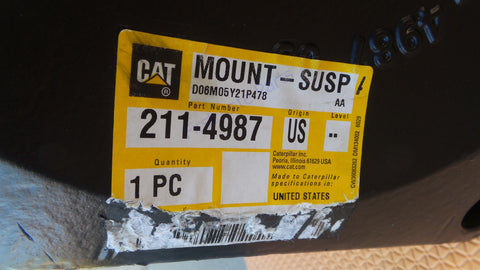 CAT
®
MOUNT-SUSP
D06M05Y21P478
AA
Part Number
Origin
Level
211-4987
US
--
Quantity
1 PC
Caterpillar Inc.
Peoria, Illinois 61629 USA
www.cat.com
Made to Caterpillar
specifications in:
UNITED STATES